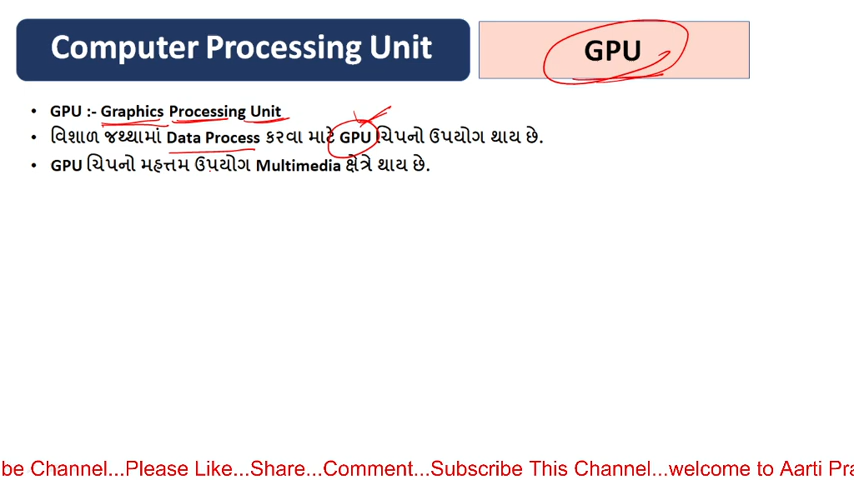 Computer Processing Unit
GPU
• GPU :- Graphics Processing Unit
• વિશાળ જથ્થામાં Data Process કરવા માટે GPU ચિપનો ઉપયોગ થાય છે.
• GPU ચિપનો મહત્તમ ઉપયોગ Multimedia ક્ષેત્રે થાય છે.
be Channel...Please Like...Share...Comment...Subscribe This Channel...welcome to Aarti Pra